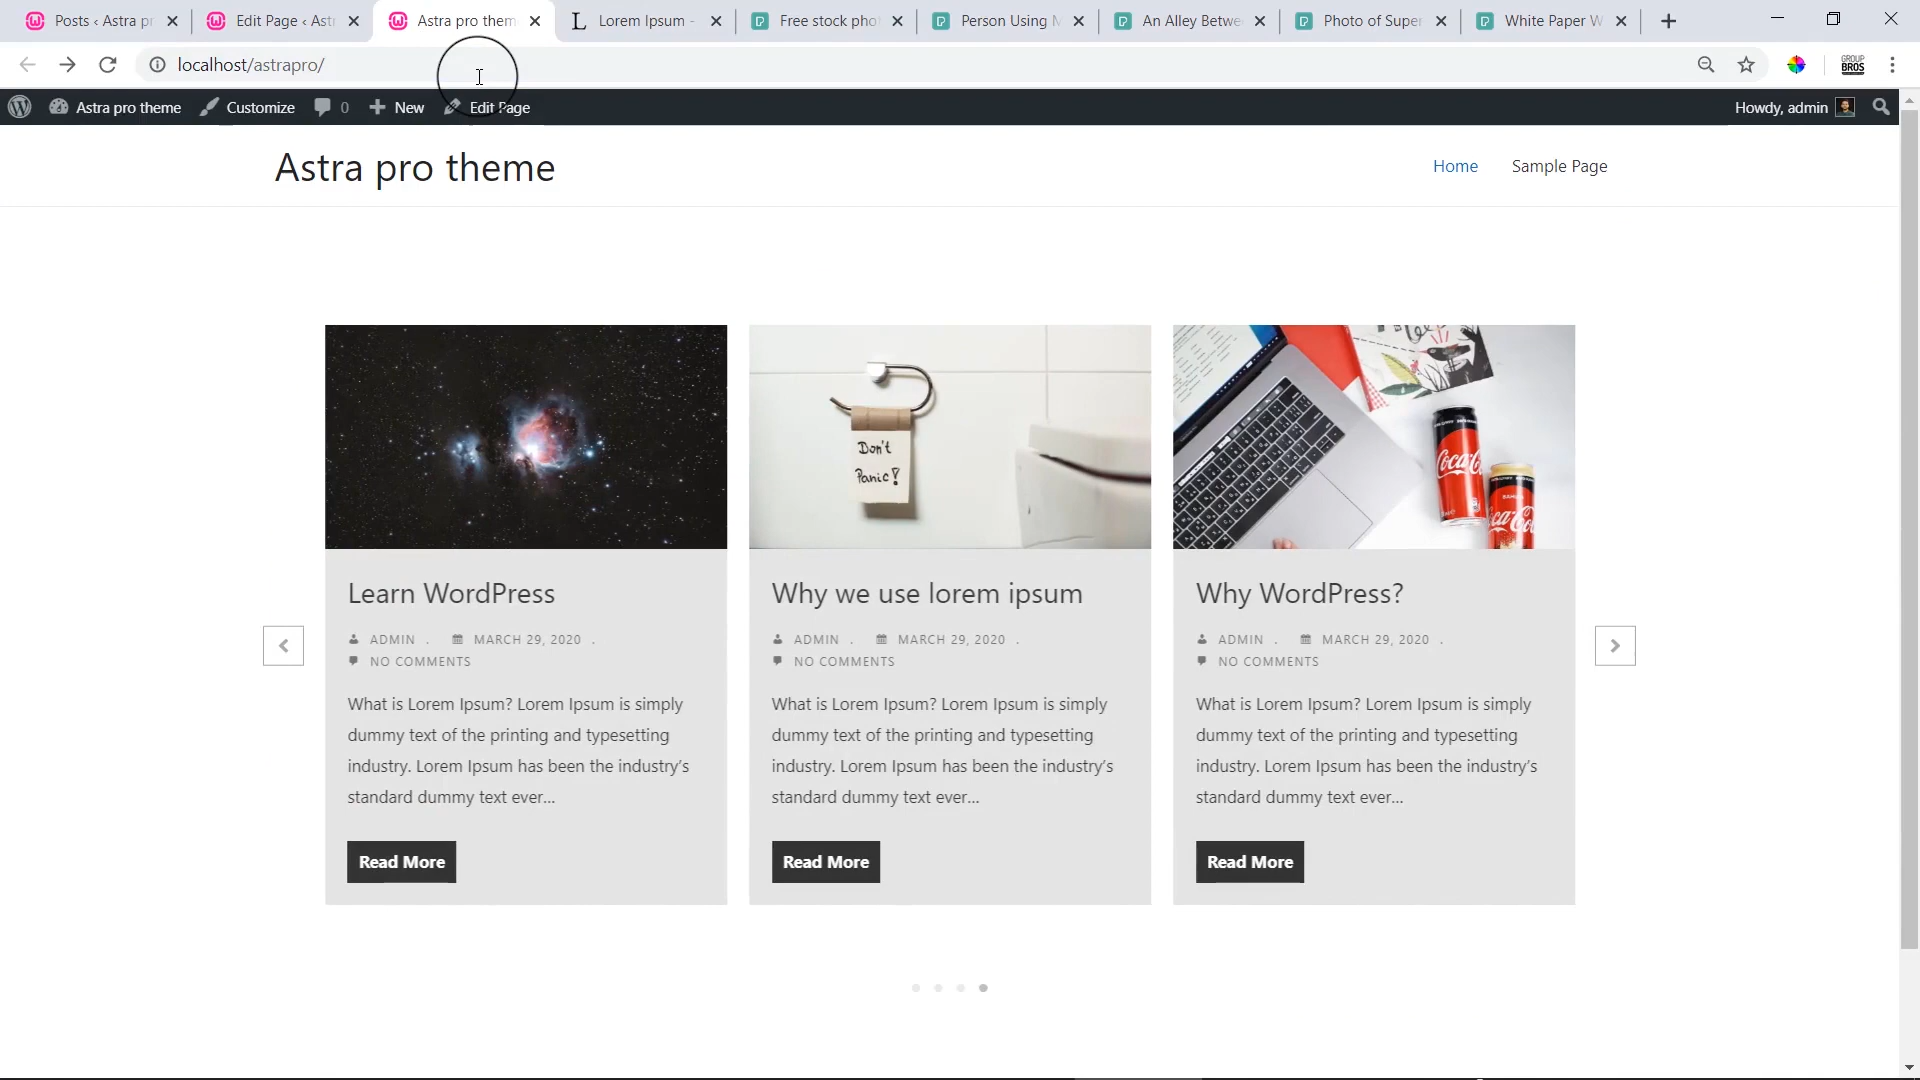 Posts ‹ Astra pr
Edit Page ‹ Ast
Astra pro them
Lorem Ipsum -
Free stock pho
Person Using M
An Alley Betwe
Photo of Super
White Paper W
localhost/astrapro/
GROUP
BROS
Astra pro theme
Customize
0
New
Edit Page
Howdy, admin
Astra pro theme
Home
Sample Page
Don't
Panic!
Coca-Co
Learn WordPress
ADMIN . MARCH 29, 2020 .
NO COMMENTS
What is Lorem Ipsum? Lorem Ipsum is simply
dummy text of the printing and typesetting
industry. Lorem Ipsum has been the industry's
standard dummy text ever...
Read More
Why we use lorem ipsum
ADMIN . MARCH 29, 2020 .
NO COMMENTS
What is Lorem Ipsum? Lorem Ipsum is simply
dummy text of the printing and typesetting
industry. Lorem Ipsum has been the industry's
standard dummy text ever...
Read More
Why WordPress?
ADMIN . MARCH 29, 2020 .
NO COMMENTS
What is Lorem Ipsum? Lorem Ipsum is simply
dummy text of the printing and typesetting
industry. Lorem Ipsum has been the industry's
standard dummy text ever...
Read More